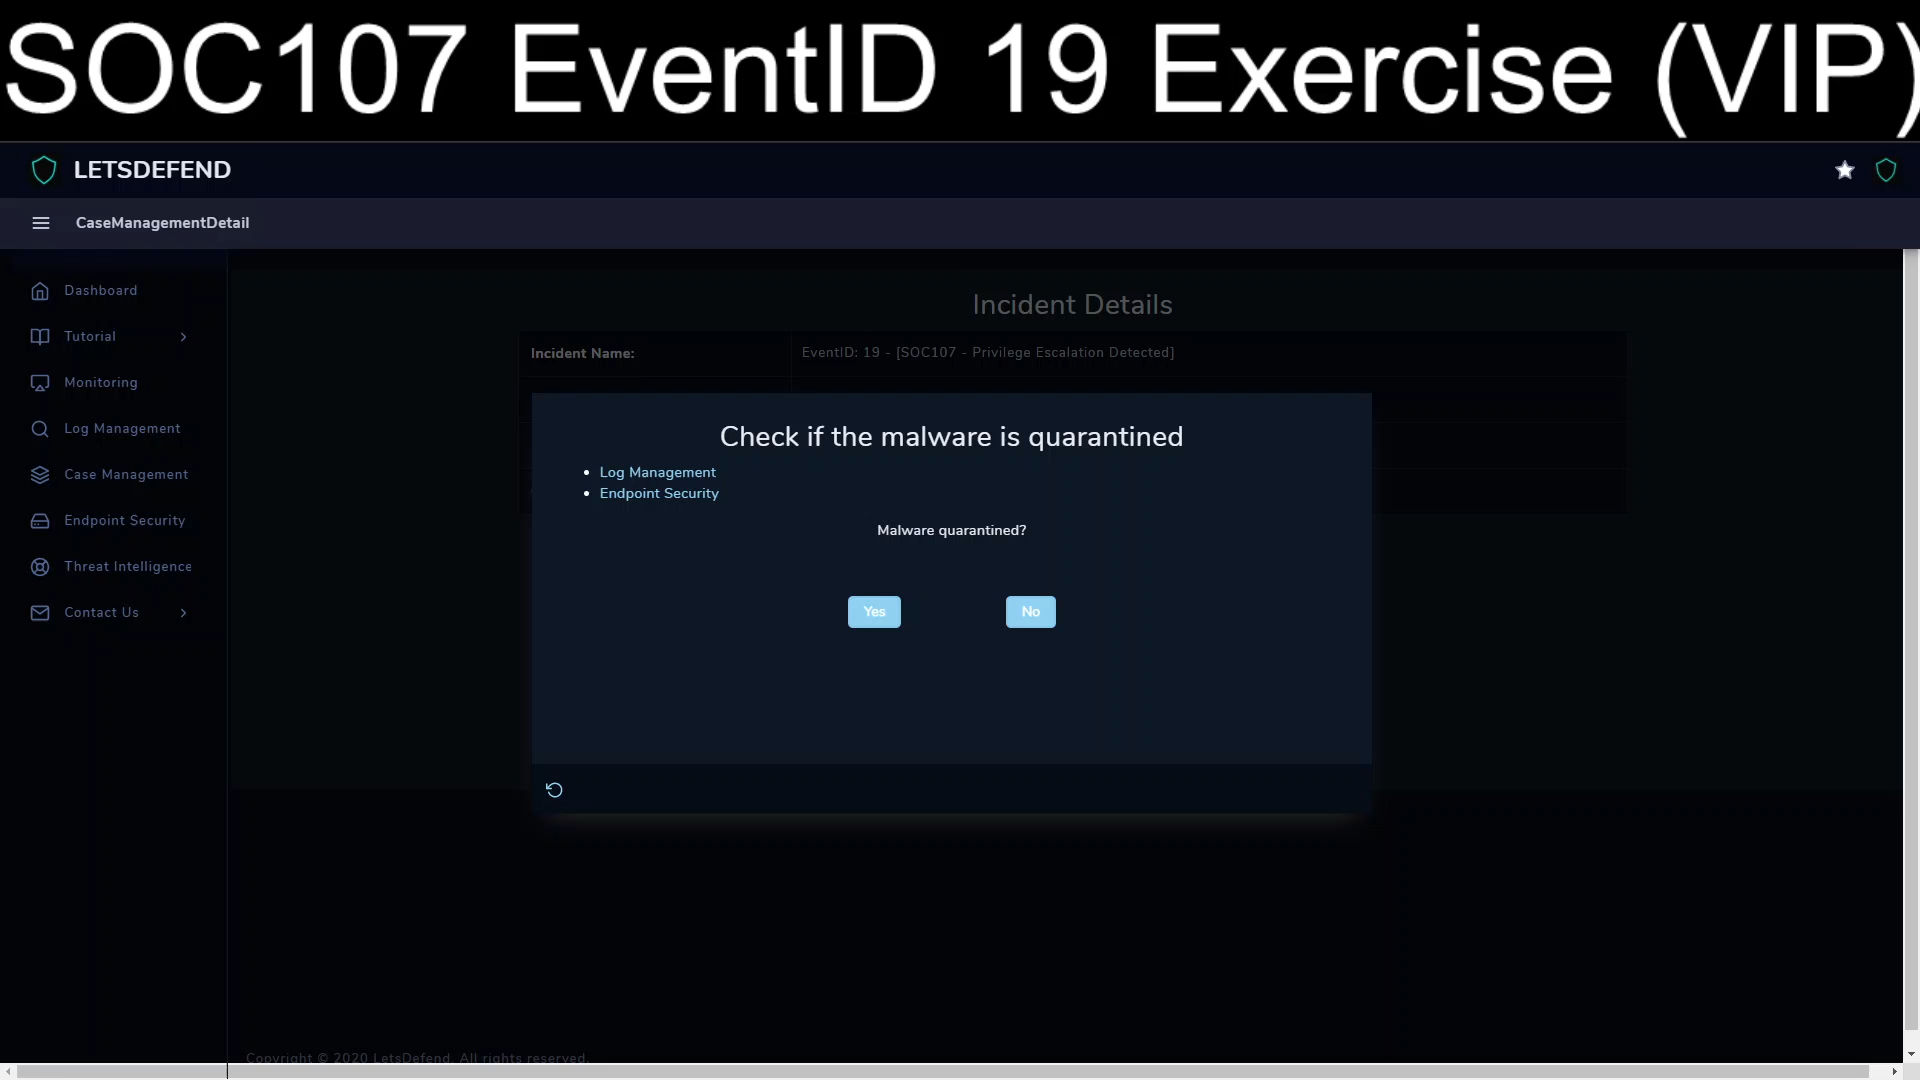 SOC107 EventID 19 Exercise (VIP)
LETSDEFEND
CaseManagementDetail
Dashboard
Tutorial
Monitoring
Log Management
Case Management
Endpoint Security
Threat Intelligence
Contact Us
Incident Details
Incident Name:
EventID: 19 - [SOC107 - Privilege Escalation Detected]
Check if the malware is quarantined
Log Management
Endpoint Security
Malware quarantined?
Yes
No
Copyright © 2020 LetsDefend. All rights reserved.